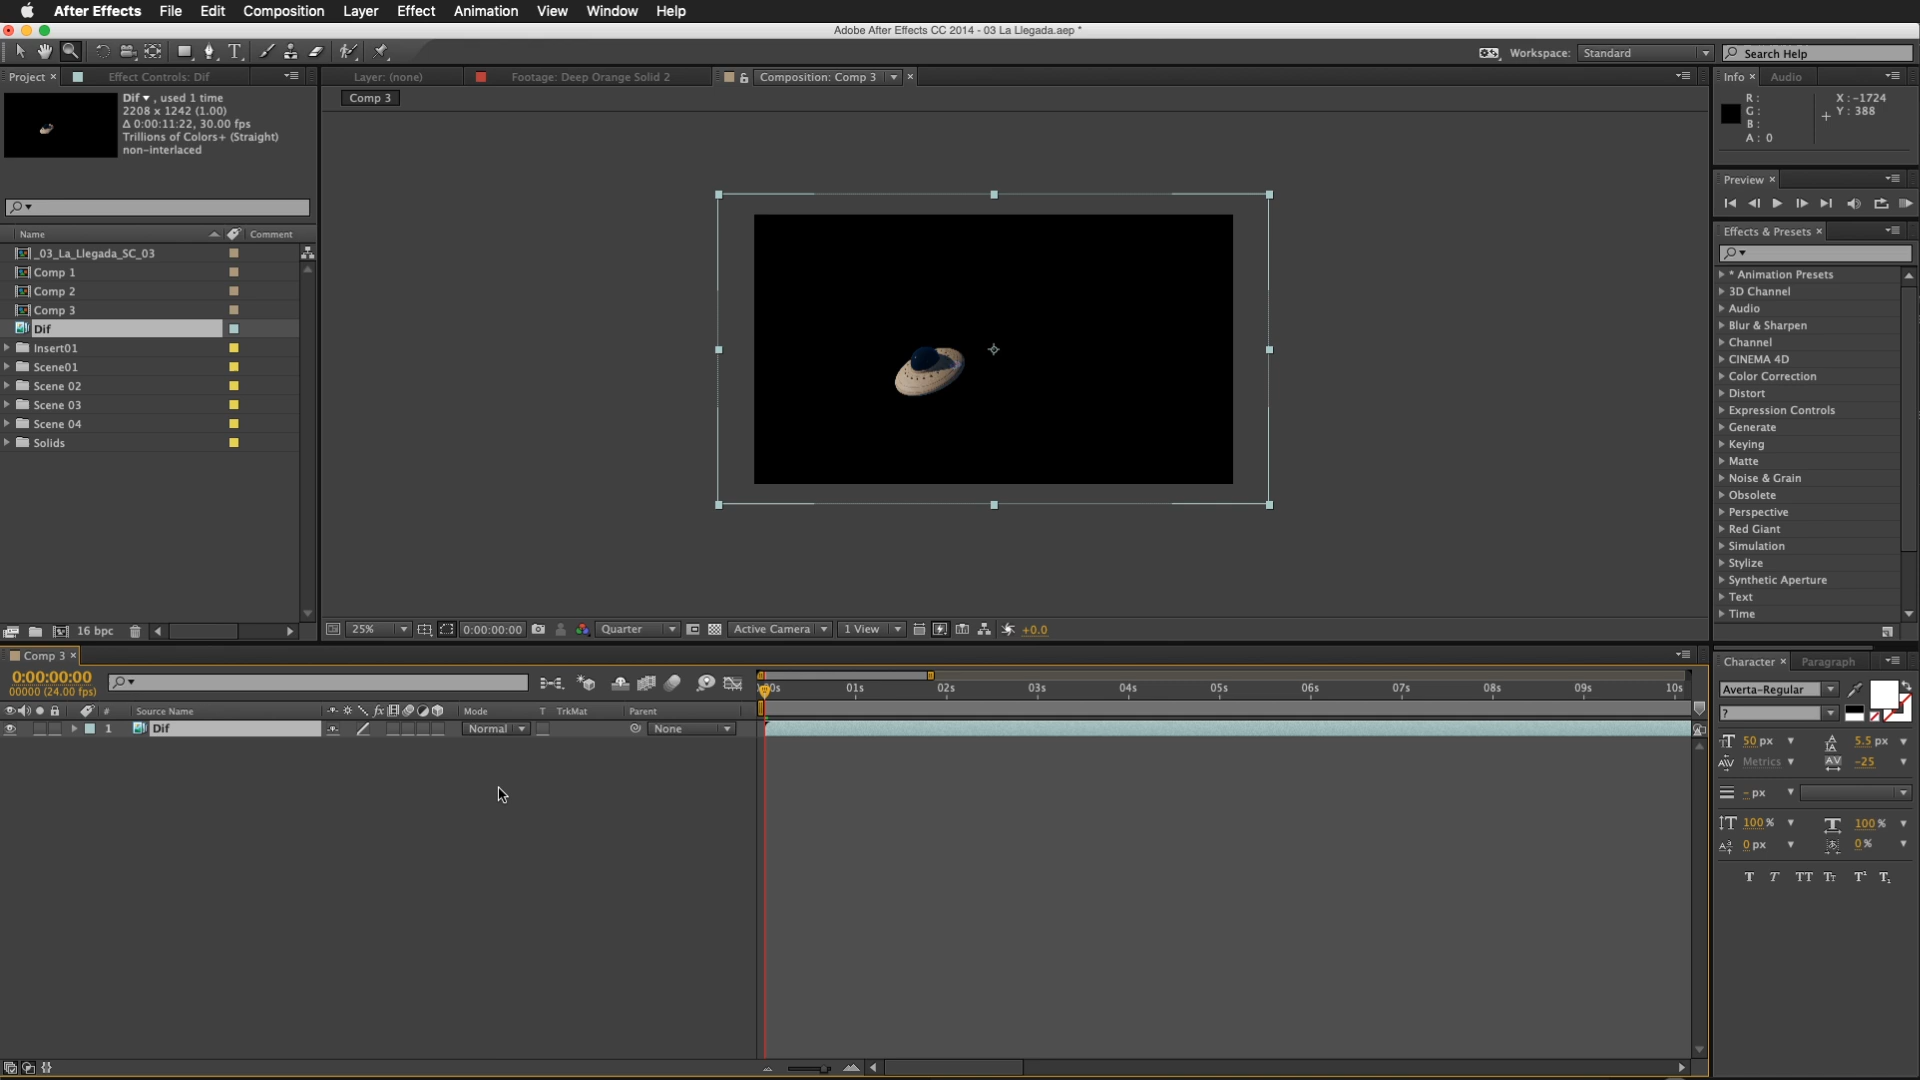 After Effects File Edit Composition Layer Effect Animation View Window Help
Adobe After Effects CC 2014 - 03 La Llegada.aep *
Workspace: Standard
Search Help
Project
Effect Controls: Dif
Layer: (none)
Footage: Deep Orange Solid 2
Composition: Comp 3
Info
Audio
Dif , used 1 time
2208 x 1242 (1.00)
Δ 0:00:11:22, 30.00 fps
Trillions of Colors+ (Straight)
non-interlaced
Comp 3
R :
G :
B :
A : 0
X : -1724
Y : 388
Preview
Name
Comment
_03_La_Llegada_SC_03
Comp 1
Comp 2
Comp 3
Dif
Insert01
Scene01
Scene 02
Scene 03
Scene 04
Solids
16 bpc
Effects & Presets
* Animation Presets
3D Channel
Audio
Blur & Sharpen
Channel
CINEMA 4D
Color Correction
Distort
Expression Controls
Generate
Keying
Matte
Noise & Grain
Obsolete
Perspective
Red Giant
Simulation
Stylize
Synthetic Aperture
Text
Time
25%
0:00:00:00
Quarter
Active Camera
1 View
+0.0
Comp 3
0:00:00:00
00000 (24.00 fps)
00s 01s 02s 03s 04s 05s 06s 07s 08s 09s 10s
# Source Name fx Mode T TrkMat Parent
1 Dif Normal None
Character
Paragraph
Averta-Regular
?
50 px
5.5 px
Metrics
-25
- px
100 %
100 %
0 px
0 %
T T TT Tr T¹ T,